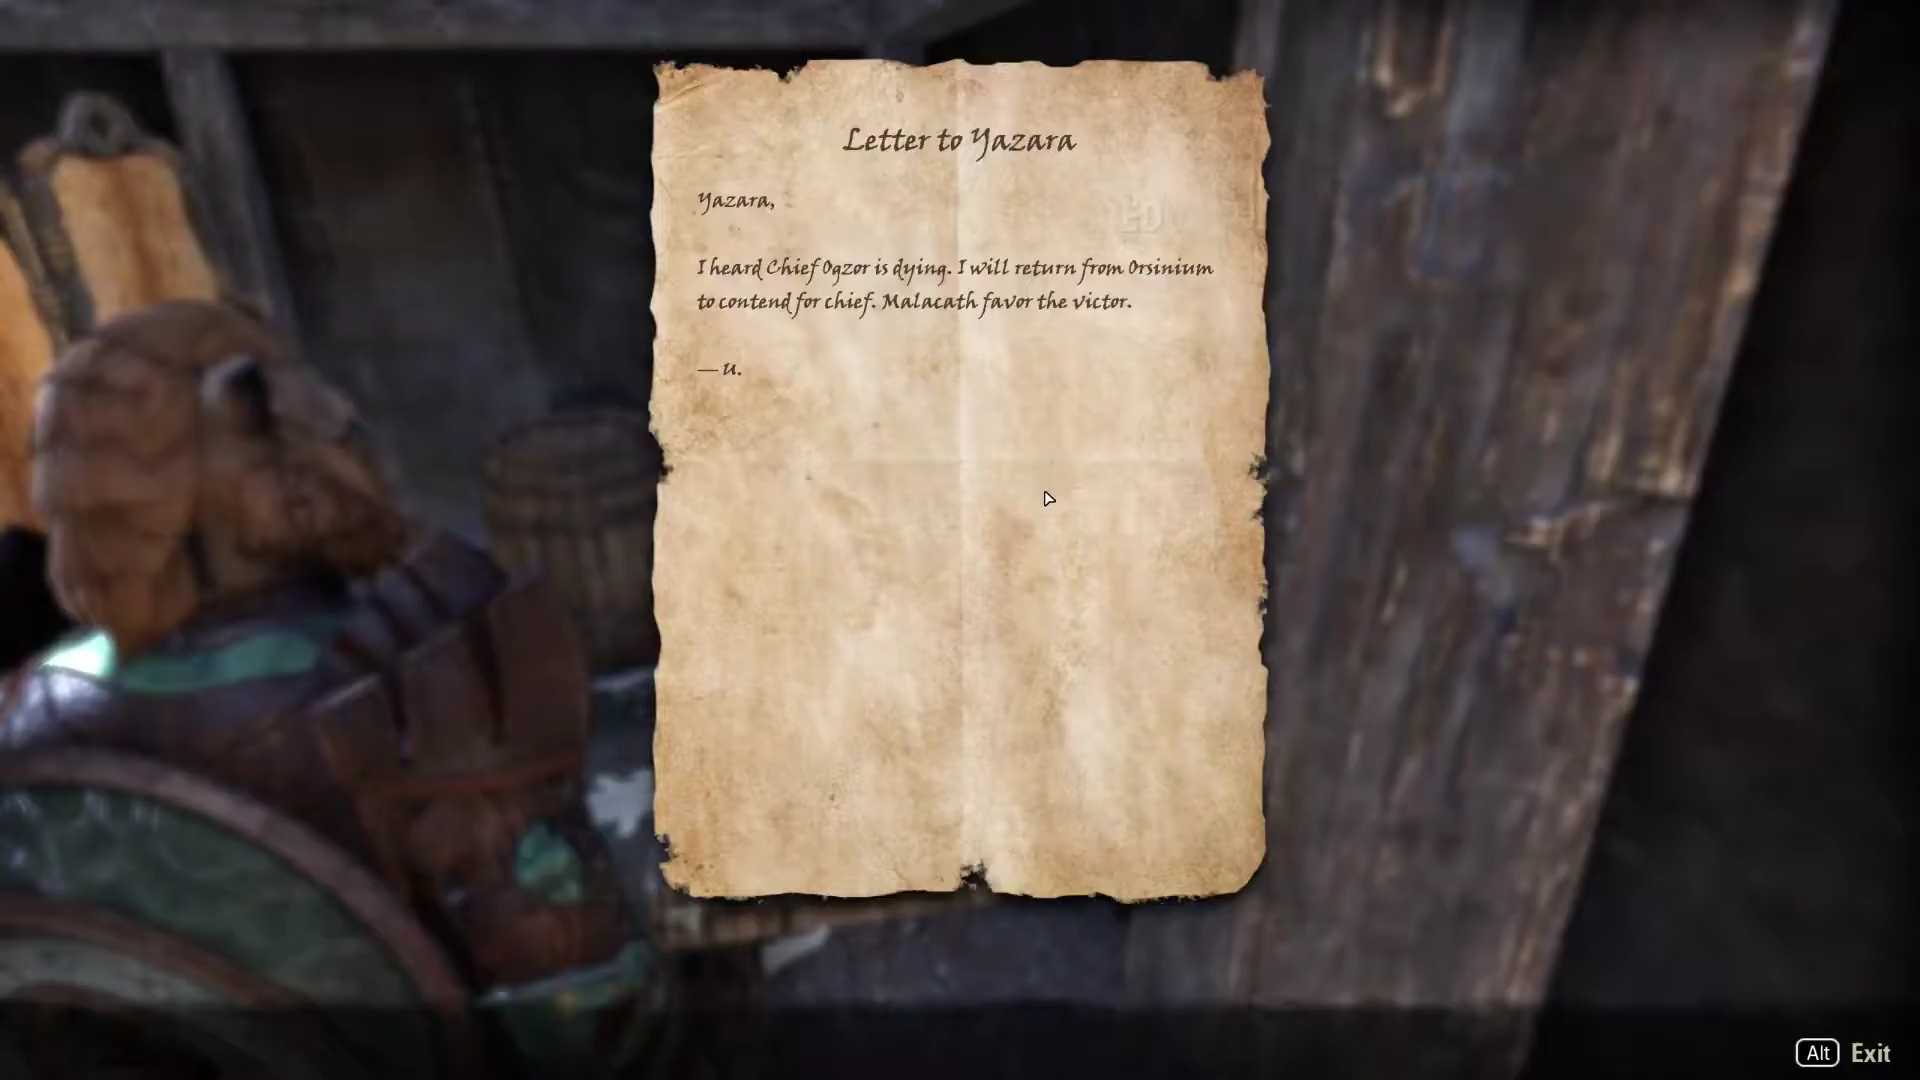 Letter to Yazara
Yazara,
I heard Chief Ogzor is dying. I will return from Orsinium
to contend for chief. Malacath favor the victor.
— U.
Alt Exit